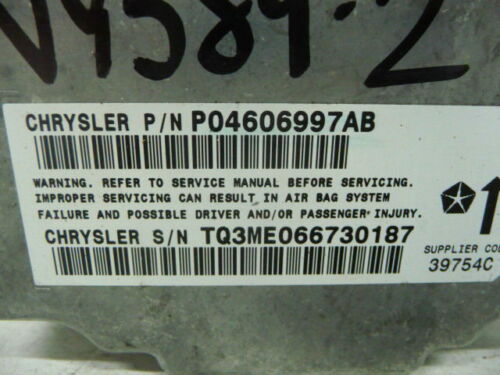 V4589-2
CHRYSLER P/N P04606997AB
WARNING. REFER TO SERVICE MANUAL BEFORE SERVICING.
IMPROPER SERVICING CAN RESULT IN AIR BAG SYSTEM
FAILURE AND POSSIBLE DRIVER AND/OR PASSENGER INJURY.
CHRYSLER S/N TQ3ME066730187
SUPPLIER COD
39754C